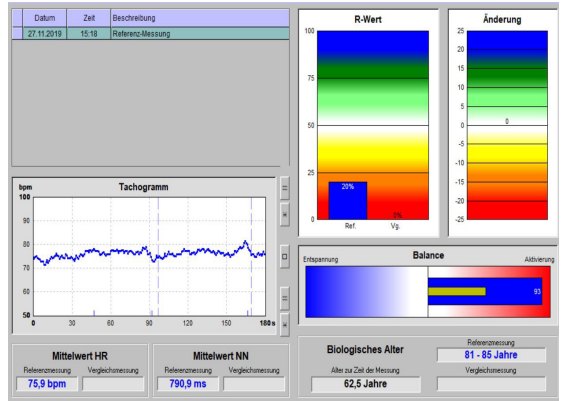 Datum Zeit Beschreibung
27.11.2019 15:18 Referenz-Messung
R-Wert
100
75
50
25
0
20%
0%
Ref. Vg.
Änderung
25
20
15
10
5
0
0
-5
-10
-15
-20
-25
bpm Tachogramm
100
90
80
70
60
50
0 30 60 90 120 150 180 s
Entspannung Balance Aktivierung
93
Mittelwert HR
Referenzmessung Vergleichsmessung
75,9 bpm
Mittelwert NN
Referenzmessung Vergleichsmessung
790,9 ms
Biologisches Alter
Referenzmessung
81 - 85 Jahre
Alter zur Zeit der Messung
62,5 Jahre
Vergleichsmessung